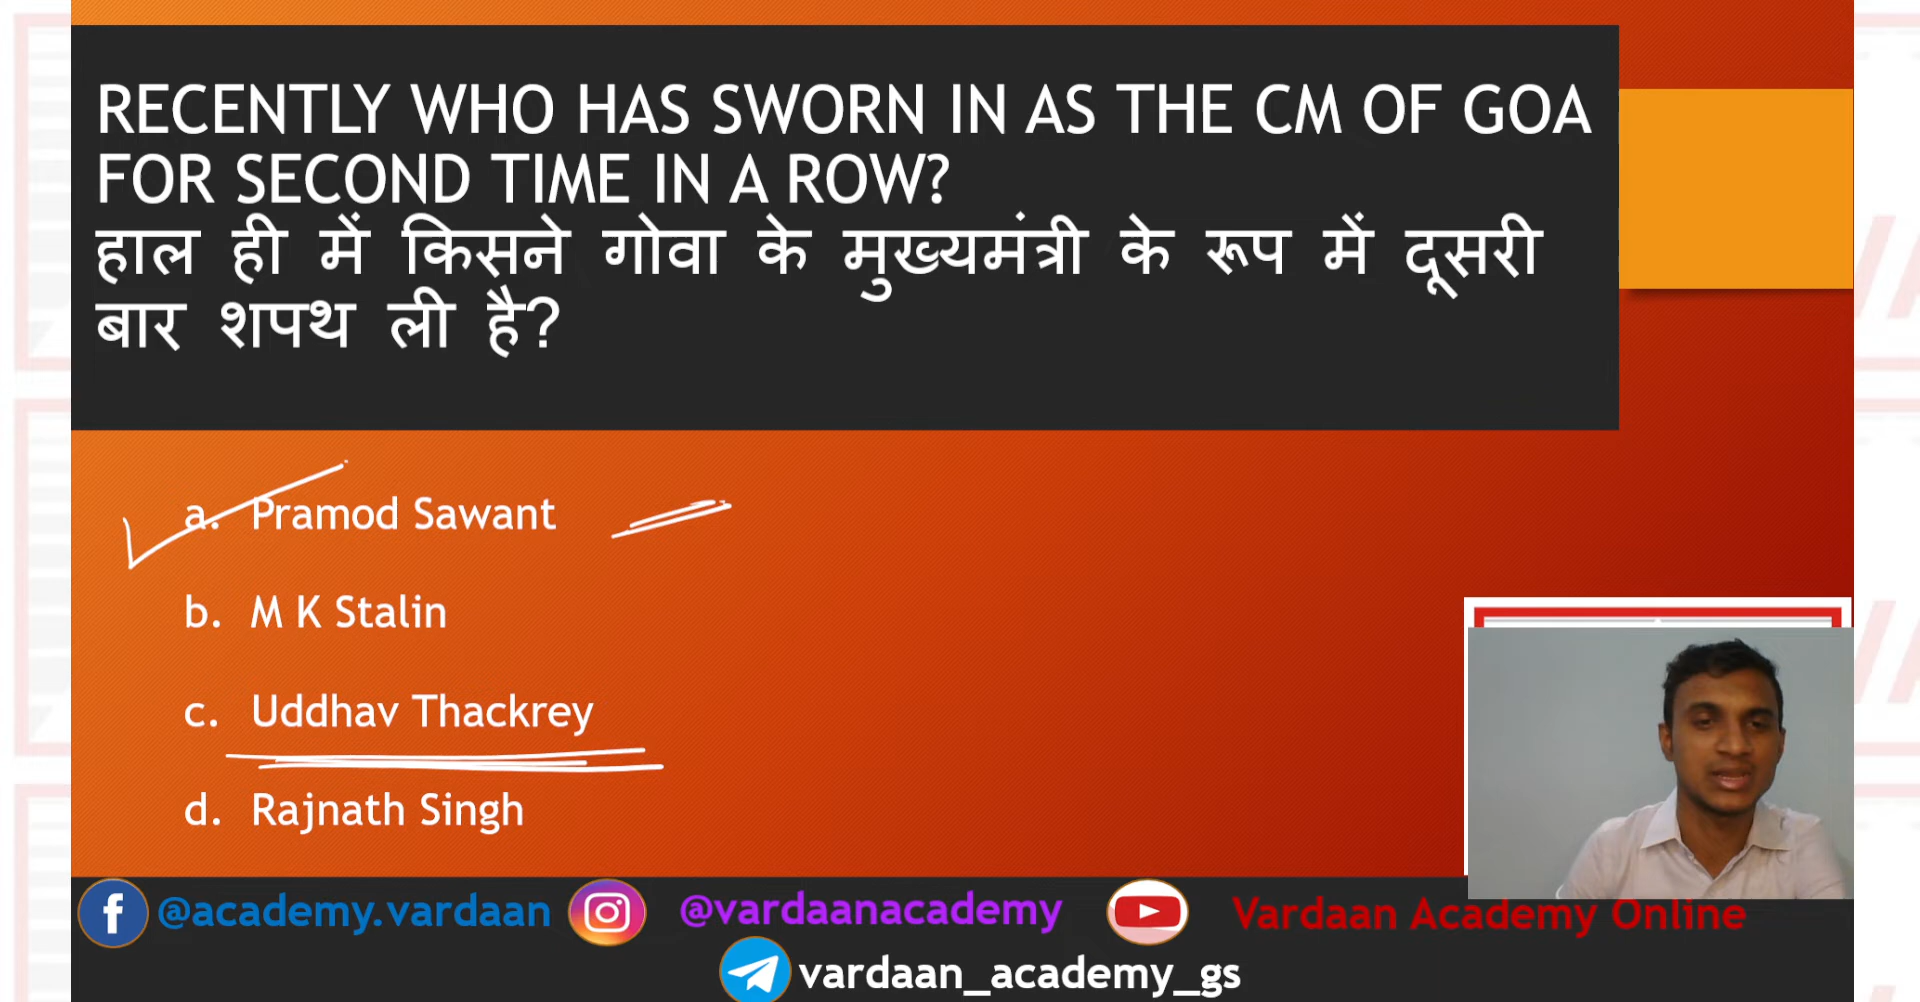 RECENTLY WHO HAS SWORN IN AS THE CM OF GOA
FOR SECOND TIME IN A ROW?
हाल ही में किसने गोवा के मुख्यमंत्री के रूप में दूसरी
बार शपथ ली है?
a. Pramod Sawant
b. M K Stalin
c. Uddhav Thackrey
d. Rajnath Singh
@academy.vardaan @vardaanacademy Vardaan Academy Online
vardaan_academy_gs